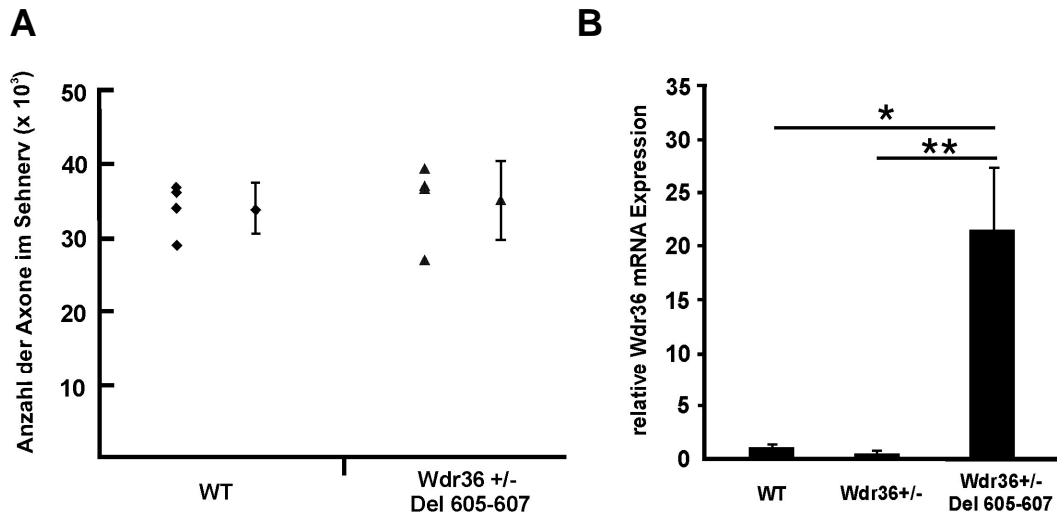 A
Anzahl der Axone im Sehnerv (x 10³)
50
40
30
20
10
WT
Wdr36 +/-
Del 605-607
B
relative Wdr36 mRNA Expression
35
30
25
20
15
10
5
0
*
**
WT
Wdr36+/-
Wdr36+/-
Del 605-607